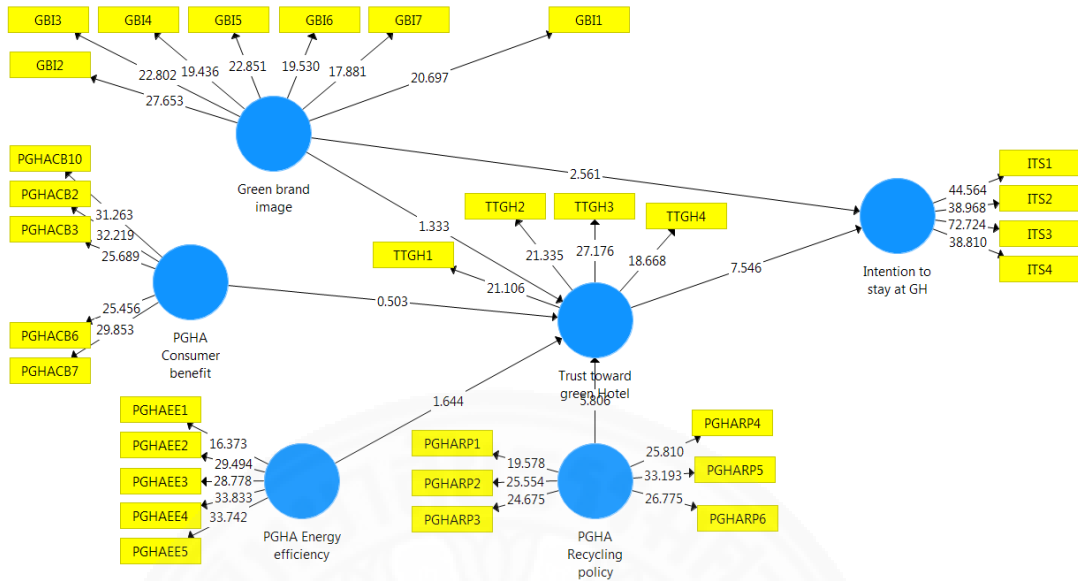 GBI3
GBI4
GBI5
GBI6
GBI7
GBI1
GBI2
22.802
19.436
22.851
19.530
17.881
20.697
27.653
Green brand
image
PGHACB10
PGHACB2
PGHACB3
PGHACB6
PGHACB7
31.263
32.219
25.689
25.456
29.853
PGHA
Consumer
benefit
2.561
1.333
0.503
1.644
5.806
7.546
TTGH1
TTGH2
TTGH3
TTGH4
21.106
21.335
27.176
18.668
Trust toward
green Hotel
ITS1
ITS2
ITS3
ITS4
44.564
38.968
72.724
38.810
Intention to
stay at GH
PGHAEE1
PGHAEE2
PGHAEE3
PGHAEE4
PGHAEE5
16.373
29.494
28.778
33.833
33.742
PGHA Energy
efficiency
PGHARP1
PGHARP2
PGHARP3
19.578
25.554
24.675
PGHARP4
PGHARP5
PGHARP6
25.810
33.193
26.775
PGHA
Recycling
policy